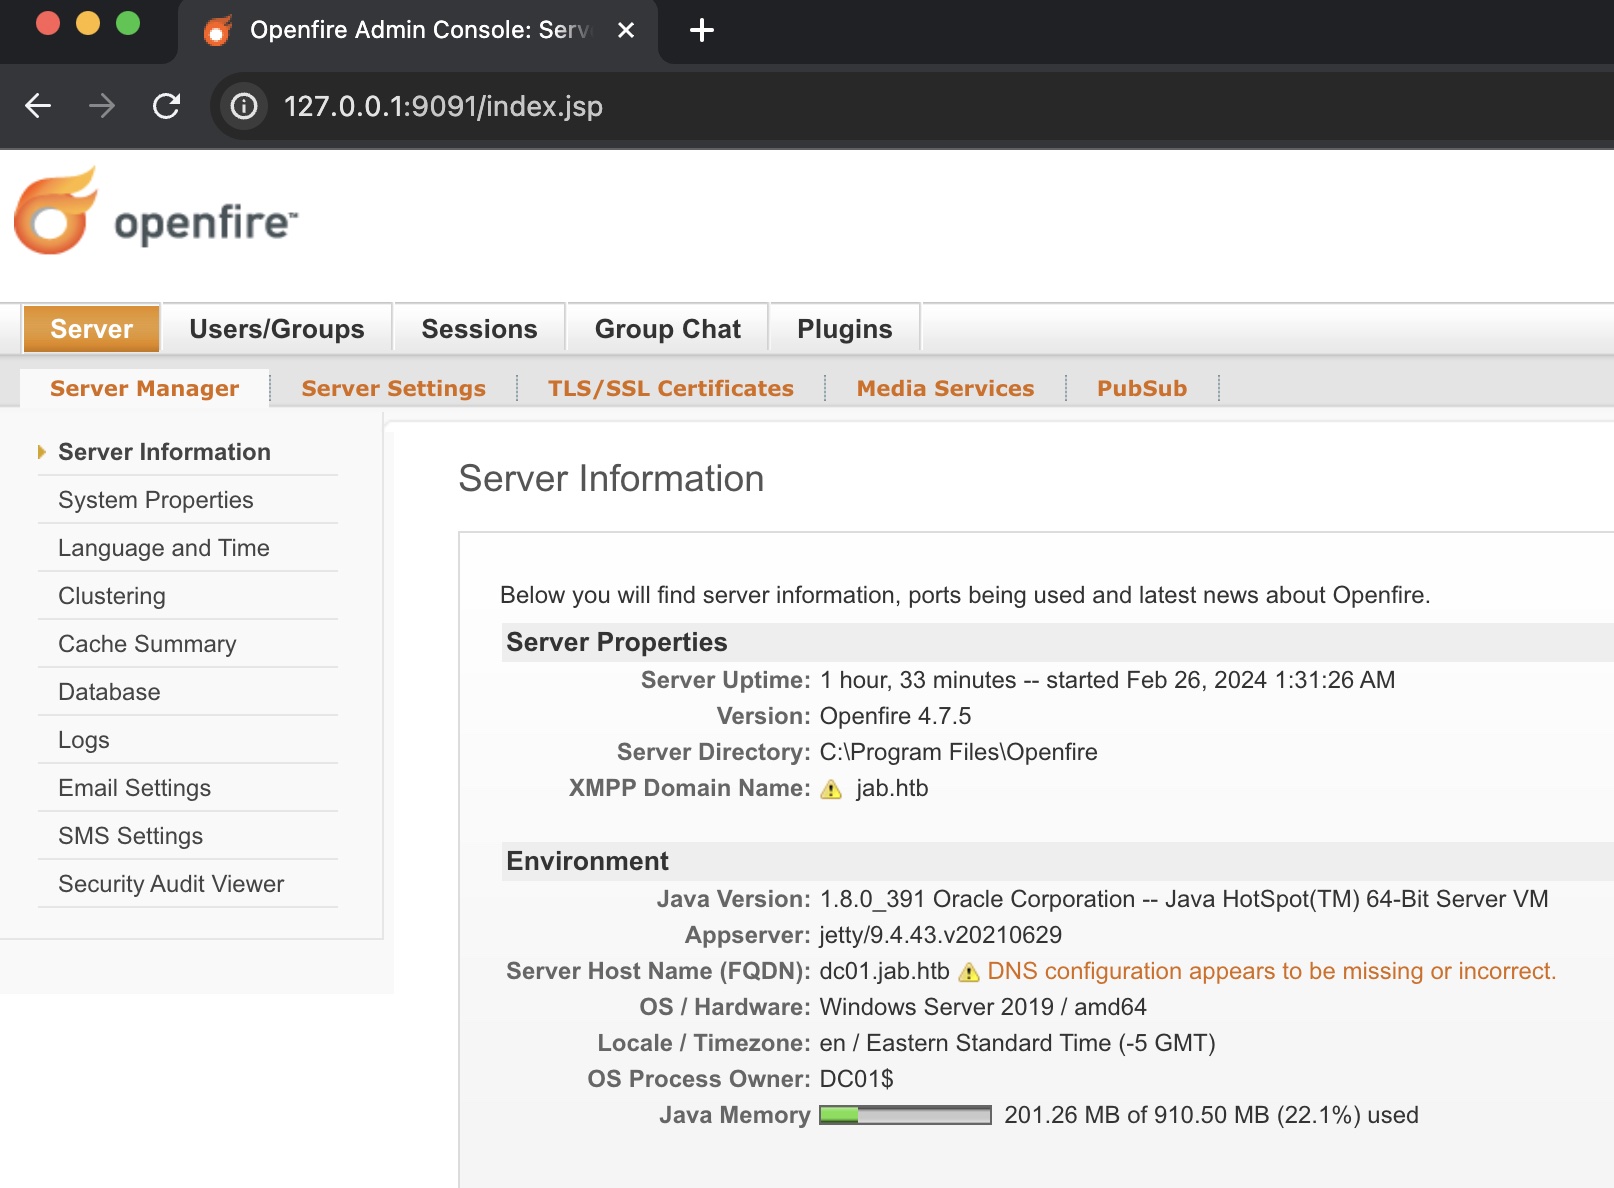 Openfire Admin Console: Serv
127.0.0.1:9091/index.jsp
openfire™
Server Users/Groups Sessions Group Chat Plugins
Server Manager Server Settings TLS/SSL Certificates Media Services PubSub
Server Information
System Properties
Language and Time
Clustering
Cache Summary
Database
Logs
Email Settings
SMS Settings
Security Audit Viewer
Server Information
Below you will find server information, ports being used and latest news about Openfire.
Server Properties
Server Uptime: 1 hour, 33 minutes -- started Feb 26, 2024 1:31:26 AM
Version: Openfire 4.7.5
Server Directory: C:\Program Files\Openfire
XMPP Domain Name: jab.htb
Environment
Java Version: 1.8.0_391 Oracle Corporation -- Java HotSpot(TM) 64-Bit Server VM
Appserver: jetty/9.4.43.v20210629
Server Host Name (FQDN): dc01.jab.htb DNS configuration appears to be missing or incorrect.
OS / Hardware: Windows Server 2019 / amd64
Locale / Timezone: en / Eastern Standard Time (-5 GMT)
OS Process Owner: DC01$
Java Memory 201.26 MB of 910.50 MB (22.1%) used